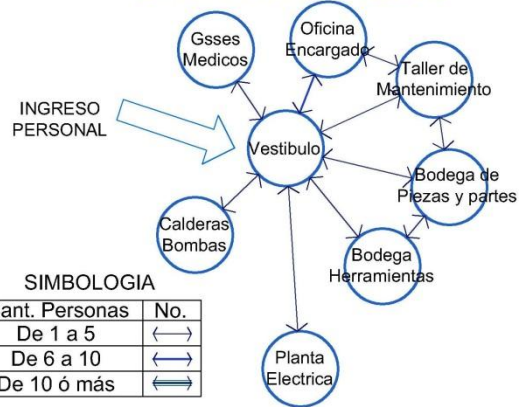 Gsses
Medicos
Oficina
Encargado
Taller de
Mantenimiento
INGRESO
PERSONAL
Vestibulo
Bodega de
Piezas y partes
Calderas
Bombas
Bodega
Herramientas
Planta
Electrica
SIMBOLOGIA
ant. Personas No.
De 1 a 5
De 6 a 10
De 10 ó más